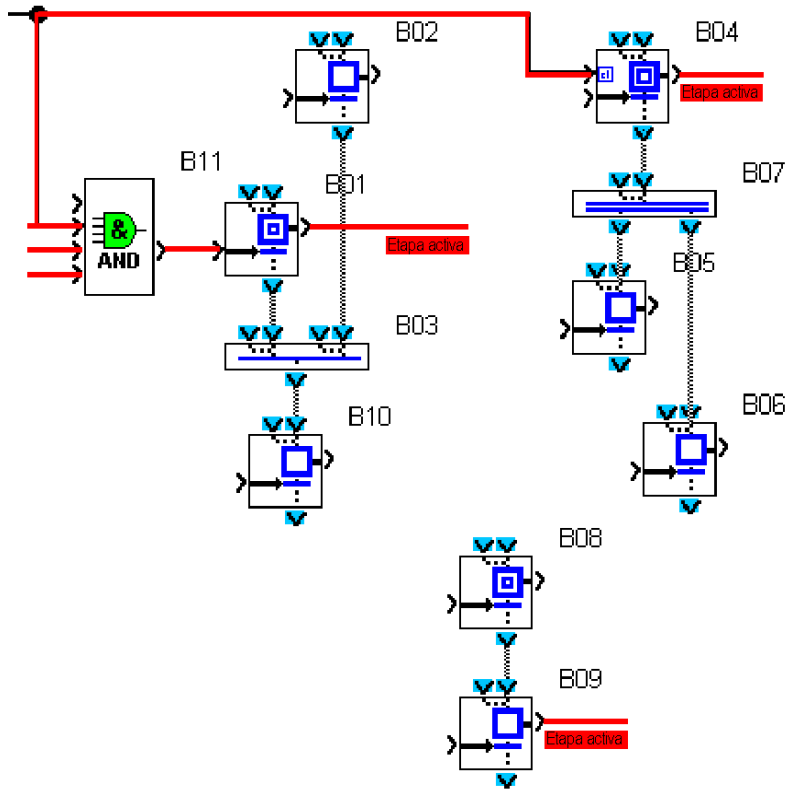 B02
B04
Etapa activa
B11
B01
B07
&
AND
Etapa activa
B05
B03
B10
B06
B08
B09
Etapa activa